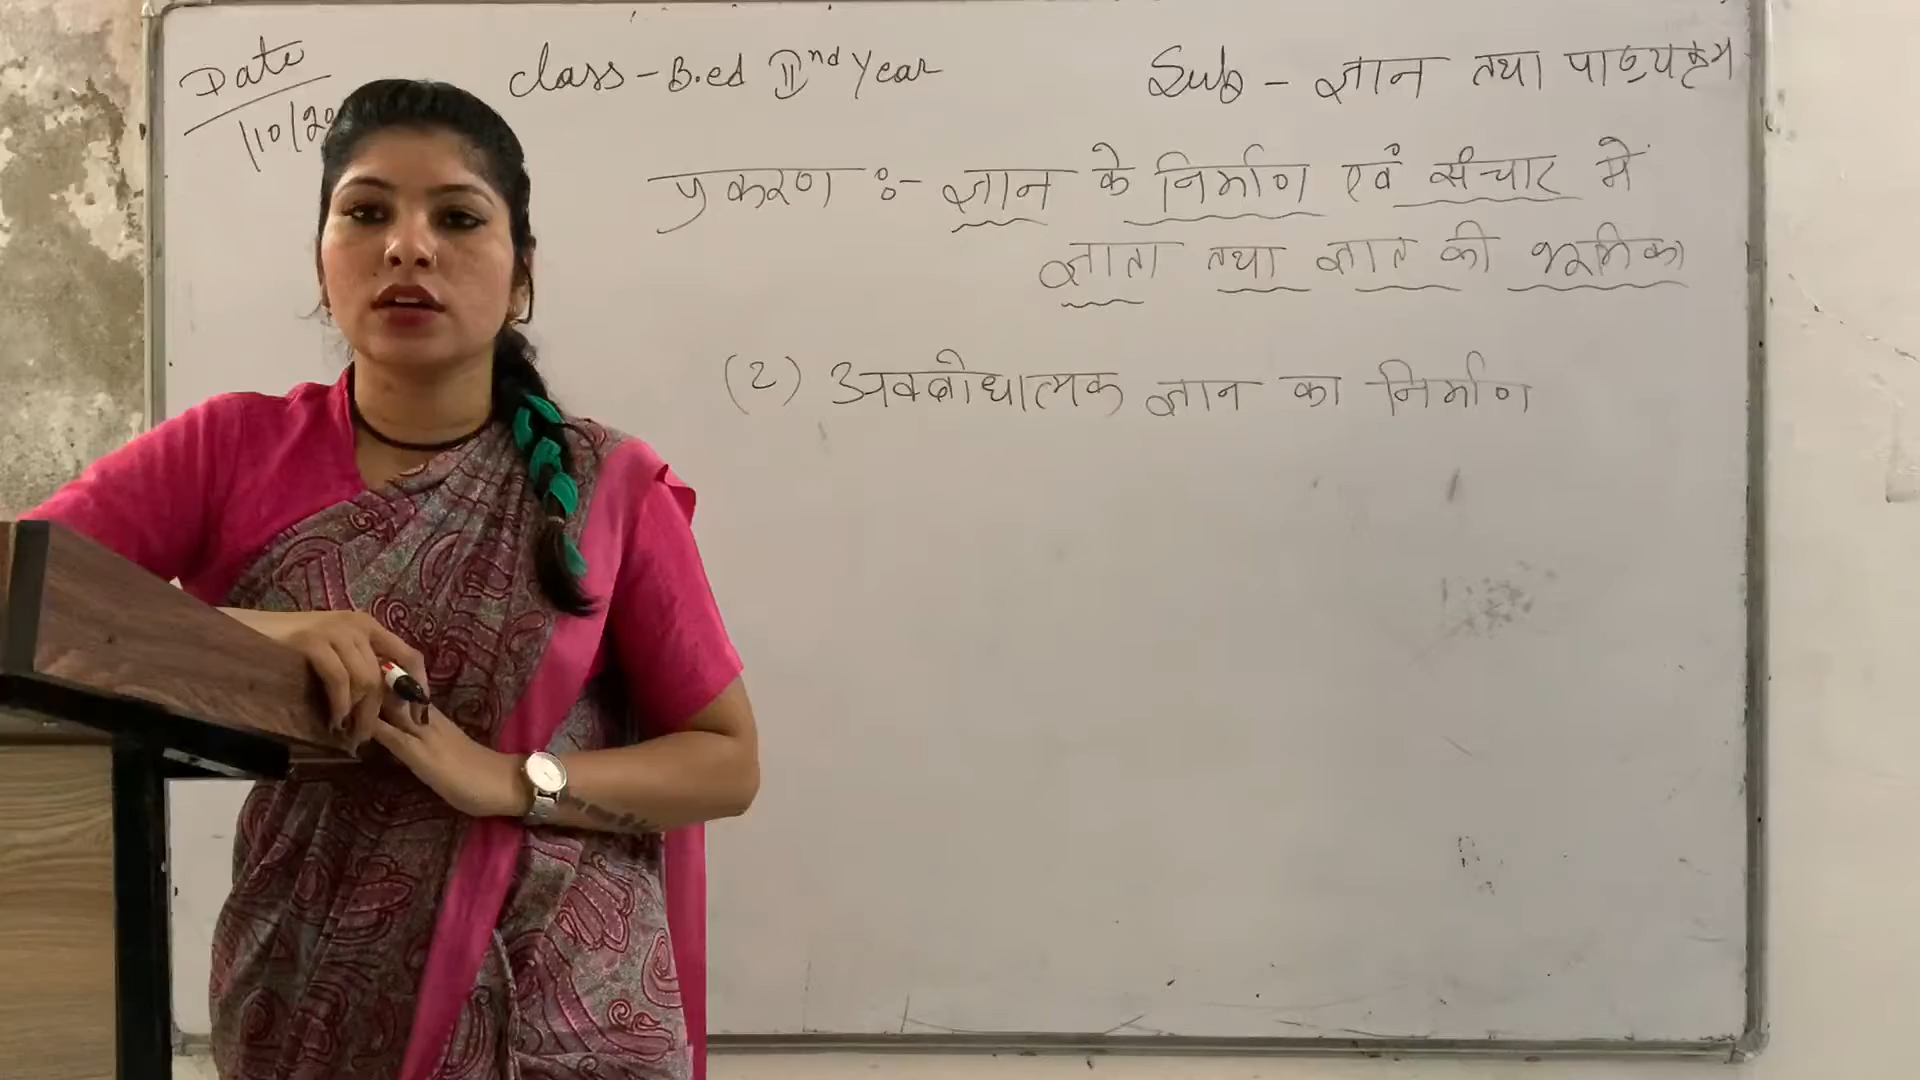 Date
/10/20
Class - B.ed IInd Year
Sub - ज्ञान तथा पाठ्यक्रम
प्रकरण :- ज्ञान के निर्माण एवं संचार में
ज्ञाता तथा ज्ञात की भूमिका
(2) अवबोधात्मक ज्ञान का निर्माण